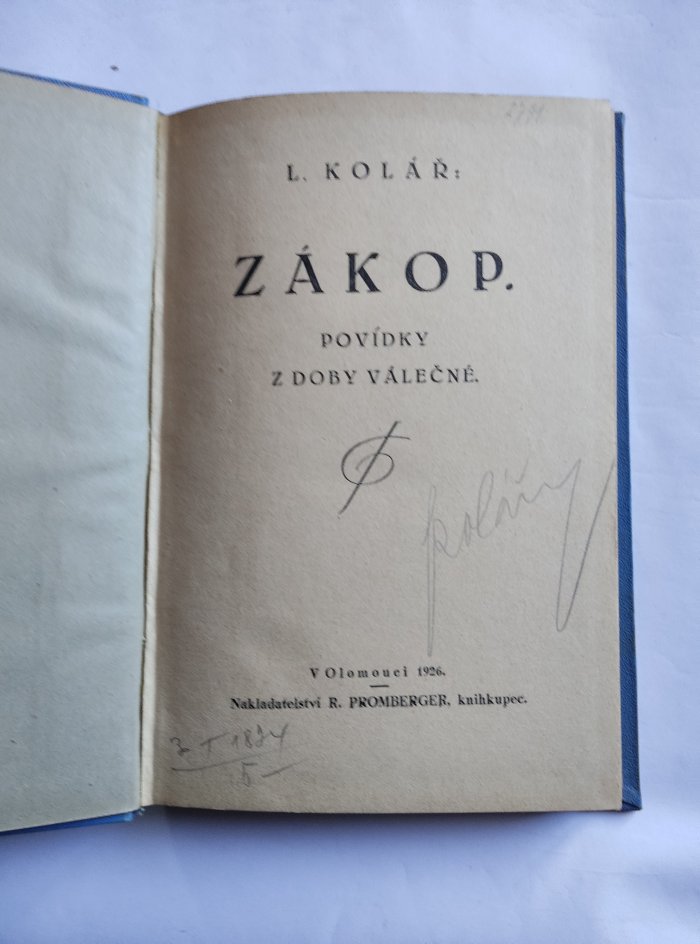 L. KOLÁŘ:
ZÁKOP.
POVÍDKY
Z DOBY VÁLEČNÉ.
V Olomouci 1926.
Nakladatelství R. PROMBERGER, knihkupec.